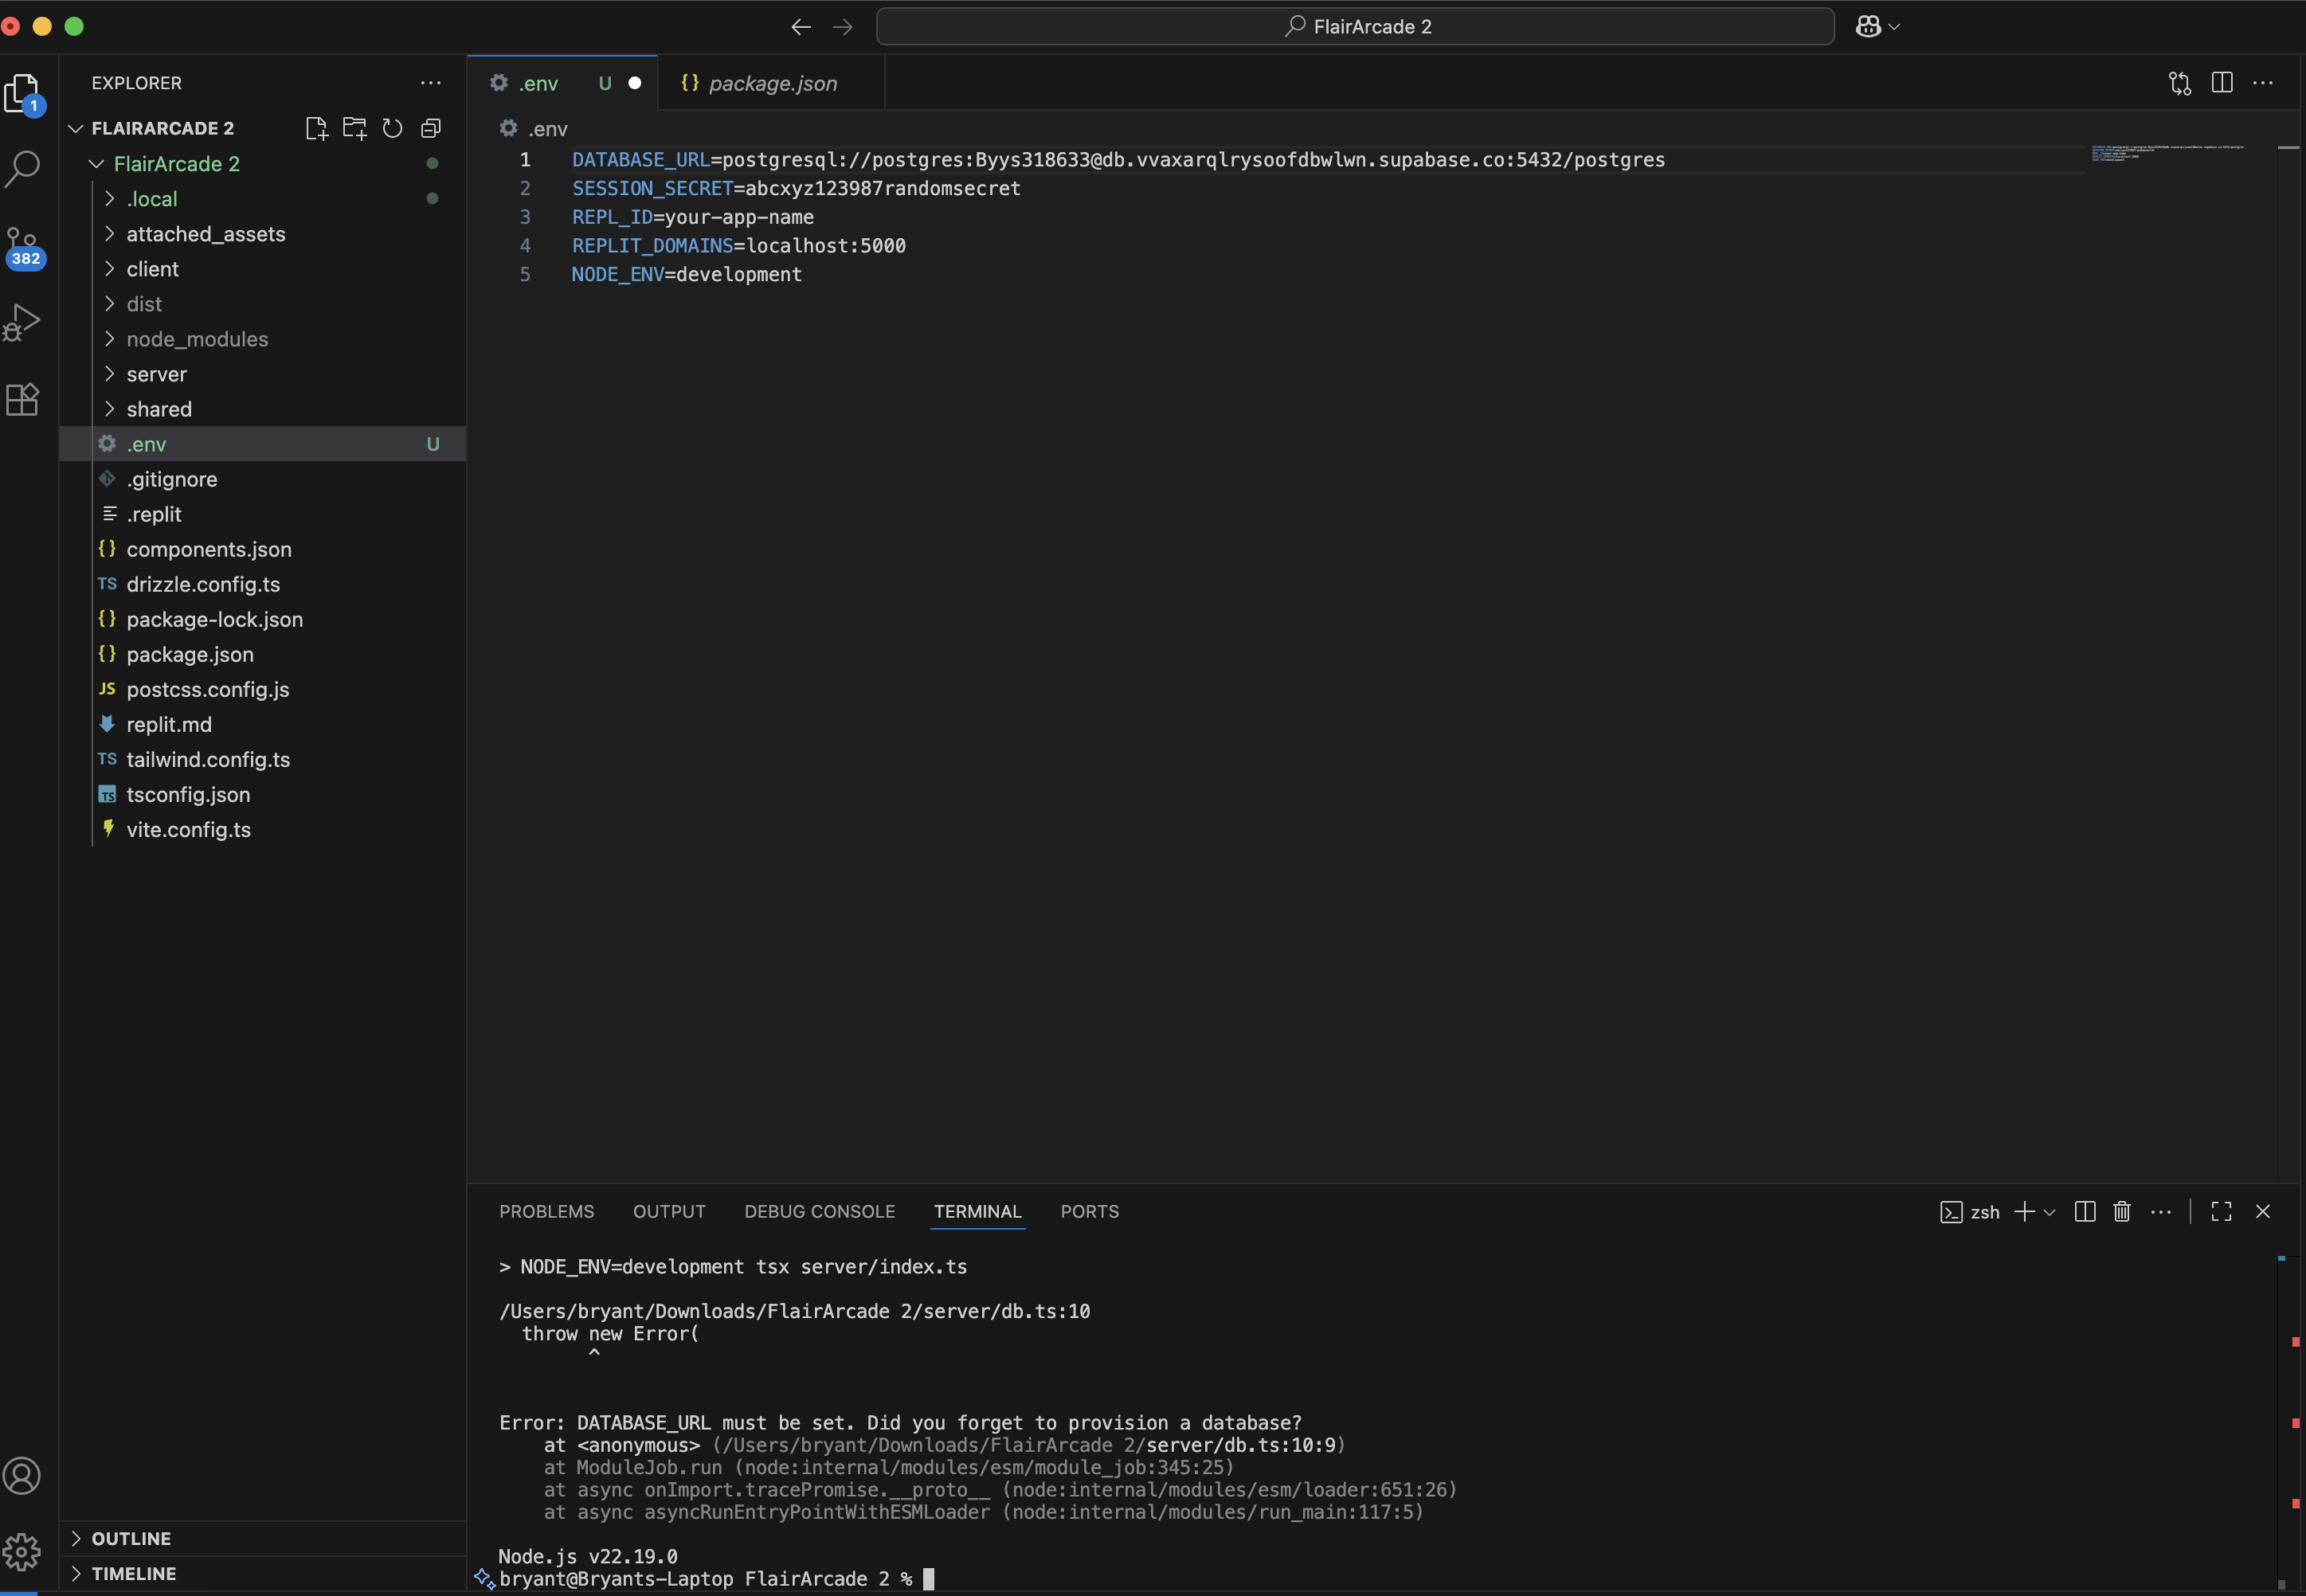 FlairArcade 2
EXPLORER
.env U
package.json
1
FLAIRARCADE 2
.env
FlairArcade 2
.local
attached_assets
382
client
dist
node_modules
server
shared
.env U
.gitignore
.replit
components.json
drizzle.config.ts
package-lock.json
package.json
postcss.config.js
replit.md
tailwind.config.ts
tsconfig.json
vite.config.ts
OUTLINE
TIMELINE
1 DATABASE_URL=postgresql://postgres:Byys318633@db.vvaxarqlrysoofdbwlwn.supabase.co:5432/postgres
2 SESSION_SECRET=abcxyz123987randomsecret
3 REPL_ID=your-app-name
4 REPLIT_DOMAINS=localhost:5000
5 NODE_ENV=development
PROBLEMS OUTPUT DEBUG CONSOLE TERMINAL PORTS
zsh
> NODE_ENV=development tsx server/index.ts
/Users/bryant/Downloads/FlairArcade 2/server/db.ts:10
throw new Error(
^
Error: DATABASE_URL must be set. Did you forget to provision a database?
at <anonymous> (/Users/bryant/Downloads/FlairArcade 2/server/db.ts:10:9)
at ModuleJob.run (node:internal/modules/esm/module_job:345:25)
at async onImport.tracePromise.__proto__ (node:internal/modules/esm/loader:651:26)
at async asyncRunEntryPointWithESMLoader (node:internal/modules/run_main:117:5)
Node.js v22.19.0
bryant@Bryants-Laptop FlairArcade 2 %